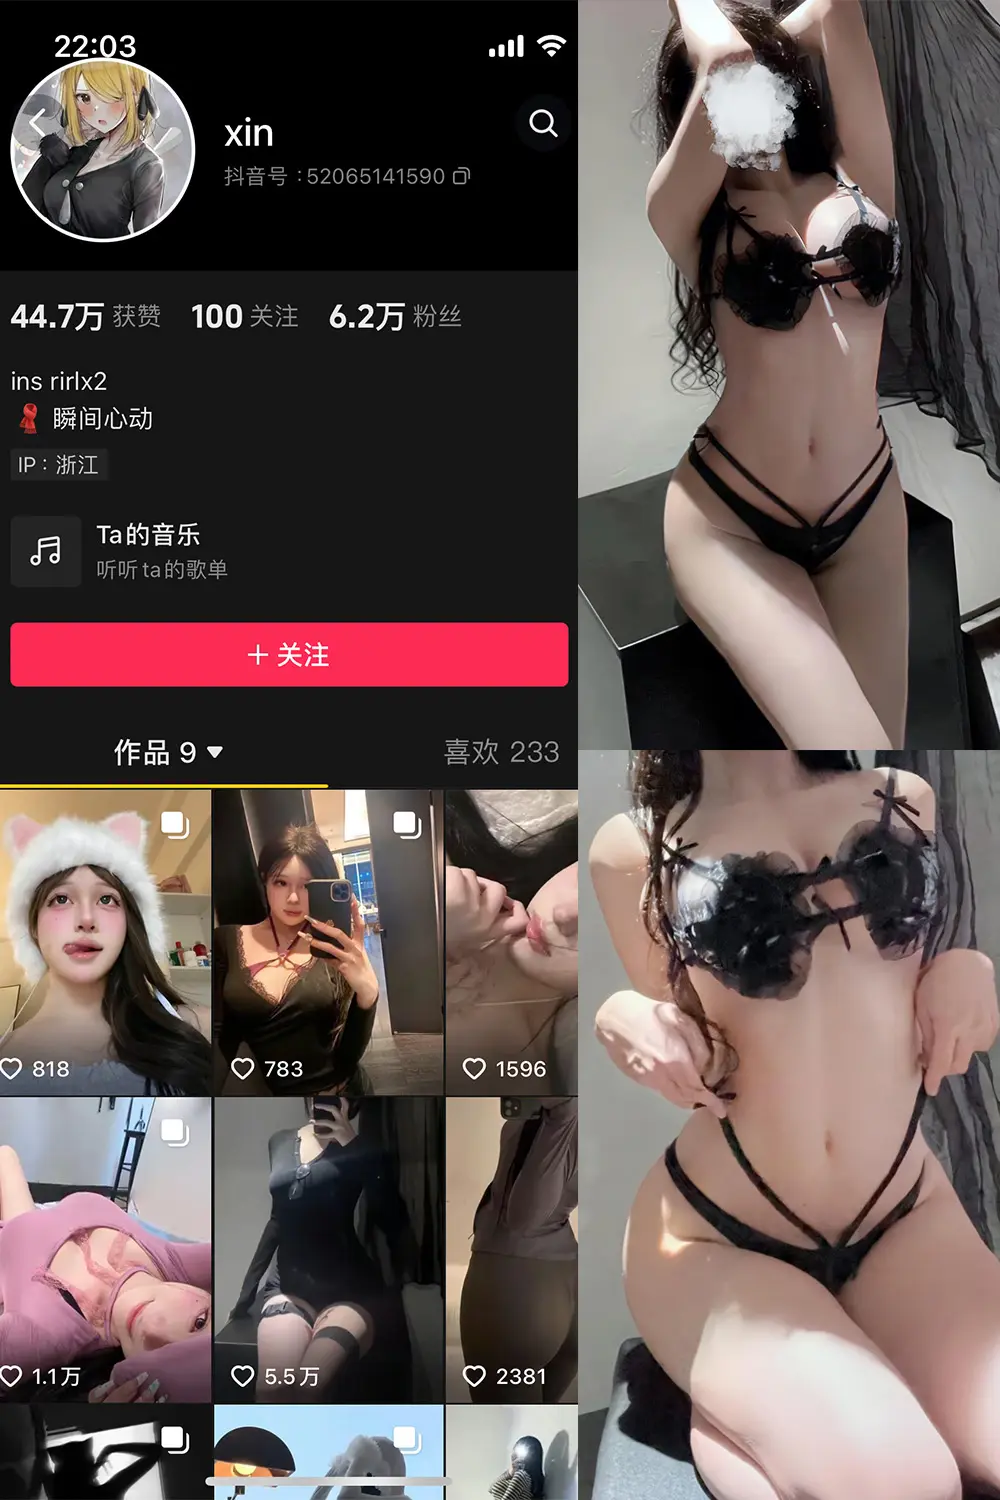 22:03
xin
抖音号：52065141590
44.7万 获赞 100 关注 6.2万 粉丝
ins rirlx2
瞬间心动
IP：浙江
Ta的音乐
听听ta的歌单
+ 关注
作品 9 喜欢 233
818 783 1596
1.1万 5.5万 2381